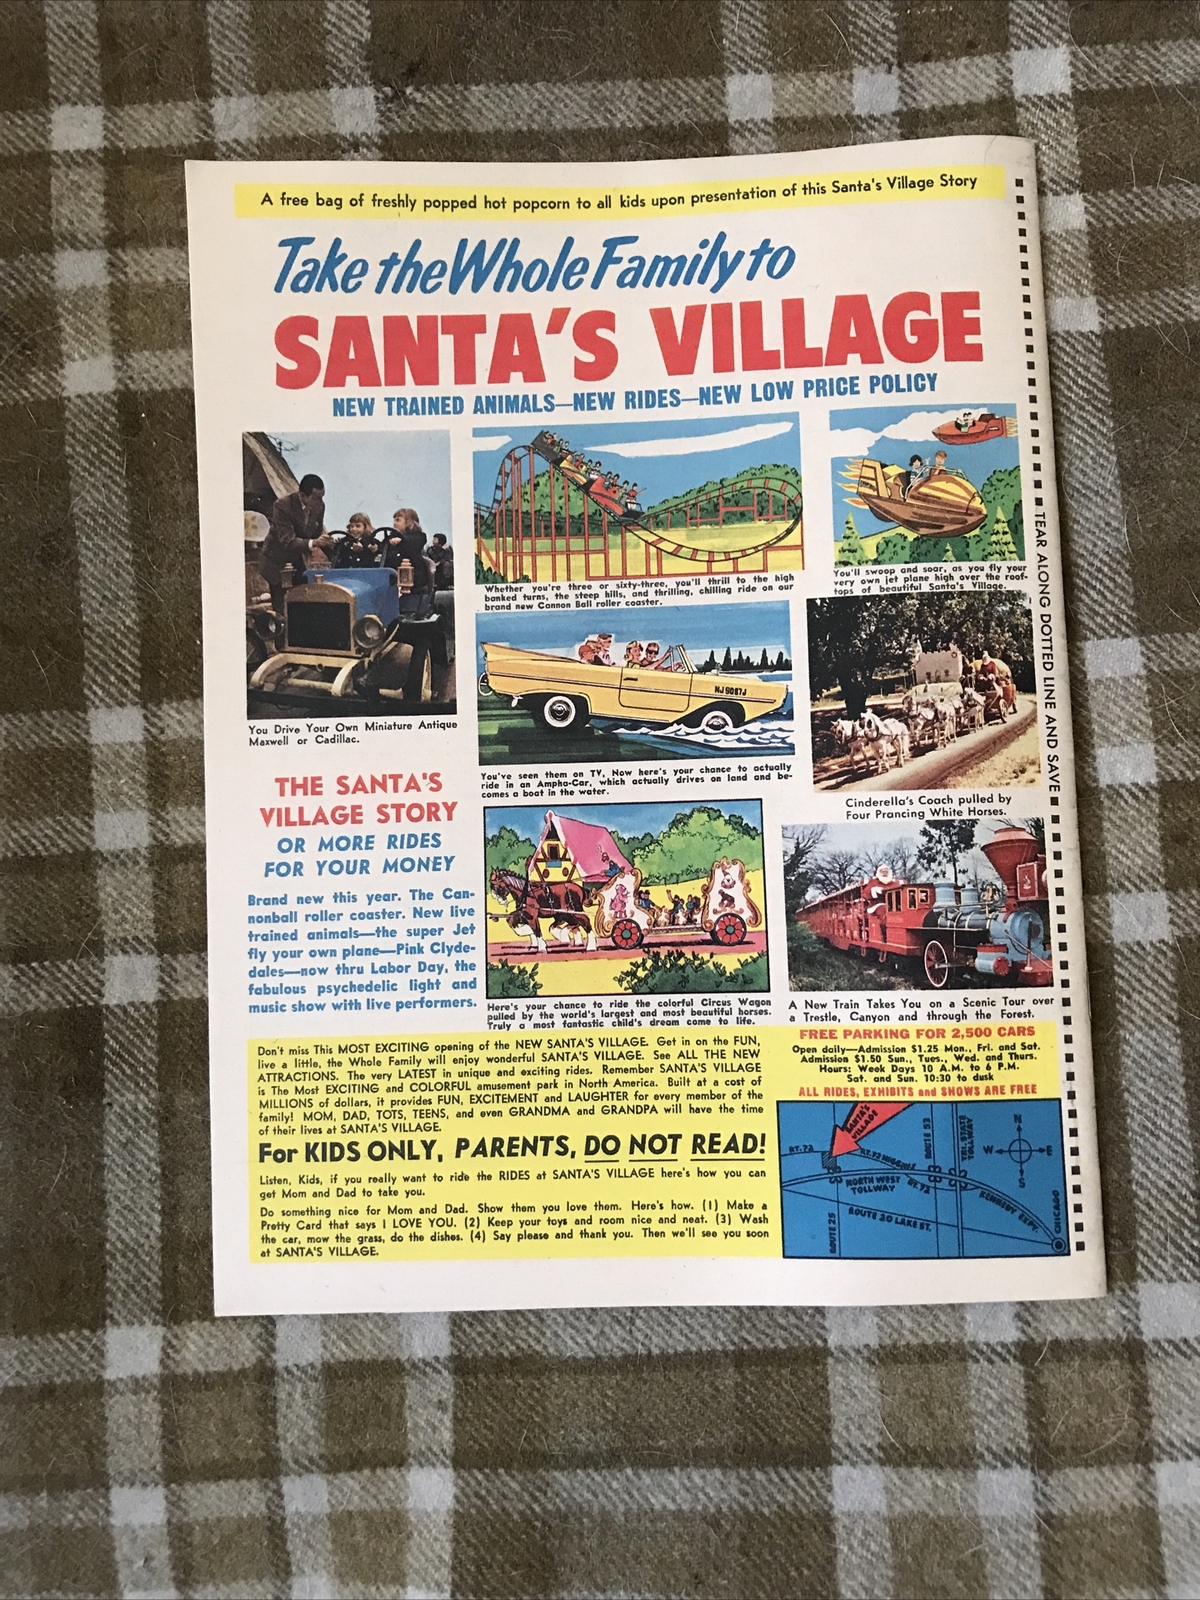 A free bag of freshly popped hot popcorn to all kids upon presentation of this Santa's Village Story
Take the Whole Family to
SANTA'S VILLAGE
NEW TRAINED ANIMALS—NEW RIDES—NEW LOW PRICE POLICY
You Drive Your Own Miniature Antique
Maxwell or Cadillac.
Whether you're three or sixty-three, you'll thrill to the high
banked turns, the steep hills, and thrilling, chilling ride on our
brand new Cannon Ball roller coaster.
You'll swoop and soar, as you fly your
very own jet plane high over the roof-
tops of beautiful Santa's Village.
NJ 9087J
You've seen them on TV, Now here's your chance to actually
ride in an Ampha-Car, which actually drives on land and be-
comes a boat in the water.
Cinderella's Coach pulled by
Four Prancing White Horses.
THE SANTA'S
VILLAGE STORY
OR MORE RIDES
FOR YOUR MONEY
Brand new this year. The Can-
nonball roller coaster. New live
trained animals—the super Jet
fly your own plane—Pink Clyde-
dales—now thru Labor Day, the
fabulous psychedelic light and
music show with live performers.
Here's your chance to ride the colorful Circus Wagon
pulled by the world's largest and most beautiful horses.
Truly a most fantastic child's dream come to life.
A New Train Takes You on a Scenic Tour over
a Trestle, Canyon and through the Forest.
TEAR ALONG DOTTED LINE AND SAVE
Don't miss This MOST EXCITING opening of the NEW SANTA'S VILLAGE. Get in on the FUN,
live a little, the Whole Family will enjoy wonderful SANTA'S VILLAGE. See ALL THE NEW
ATTRACTIONS. The very LATEST in unique and exciting rides. Remember SANTA'S VILLAGE
is The Most EXCITING and COLORFUL amusement park in North America. Built at a cost of
MILLIONS of dollars, it provides FUN, EXCITEMENT and LAUGHTER for every member of the
family! MOM, DAD, TOTS, TEENS, and even GRANDMA and GRANDPA will have the time
of their lives at SANTA'S VILLAGE.
For KIDS ONLY, PARENTS, DO NOT READ!
Listen, Kids, if you really want to ride the RIDES at SANTA'S VILLAGE here's how you can
get Mom and Dad to take you.
Do something nice for Mom and Dad. Show them you love them. Here's how. (1) Make a
Pretty Card that says I LOVE YOU. (2) Keep your toys and room nice and neat. (3) Wash
the car, mow the grass, do the dishes. (4) Say please and thank you. Then we'll see you soon
at SANTA'S VILLAGE.
FREE PARKING FOR 2,500 CARS
Open daily—Admission $1.25 Mon., Fri. and Sat.
Admission $1.50 Sun., Tues., Wed. and Thurs.
Hours: Week Days 10 A.M. to 6 P.M.
Sat. and Sun. 10:30 to dusk
ALL RIDES, EXHIBITS and SHOWS ARE FREE
SANTA'S
VILLAGE
RT. 72
RT. 72 HIGGINS
ROUTE 53
TRI. STATE
TOLLWAY
N
W
E
S
NORTH WEST
TOLLWAY
RT. 72
KENNEDY EXPY.
ROUTE 20 LAKE ST.
ROUTE 25
CHICAGO